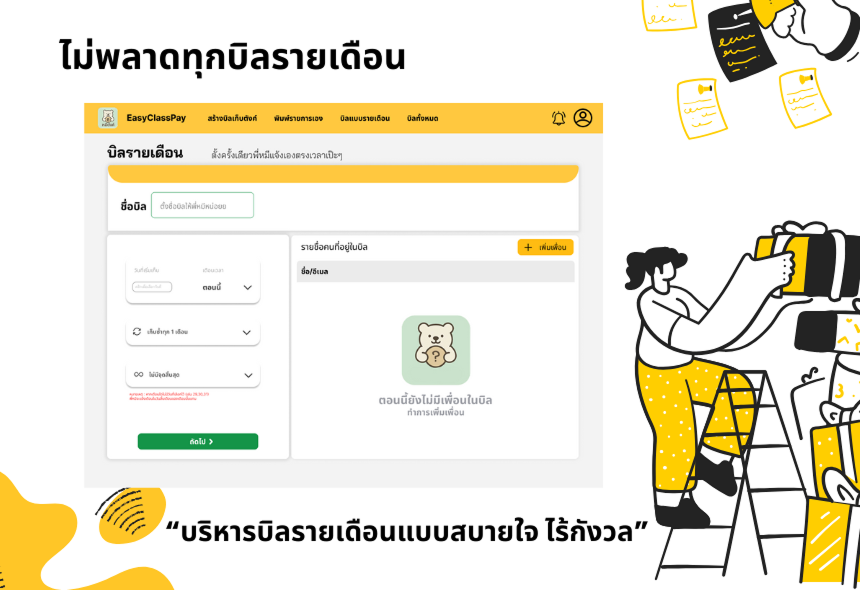 ไม่พลาดทุกบิลรายเดือน
EasyClassPay สร้างบิลเก็บตังค์ พิมพ์รายการเอง บิลแบบรายเดือน บิลทั้งหมด
บิลรายเดือน ตั้งครั้งเดียวพี่หมีแจ้งเองตรงเวลาเป๊ะๆ
ชื่อบิล ตั้งชื่อบิลให้พี่หมีหน่อยย
รายชื่อคนที่อยู่ในบิล + เพิ่มเพื่อน
ชื่อ/อีเมล
วันที่เริ่มเก็บ
ตอนนี้
เก็บซ้ำทุก 1 เดือน
ไม่มีจุดสิ้นสุด
ตอนนี้ยังไม่มีเพื่อนในบิล
ทำการเพิ่มเพื่อน
ถัดไป >
“บริหารบิลรายเดือนแบบสบายใจ ไร้กังวล”